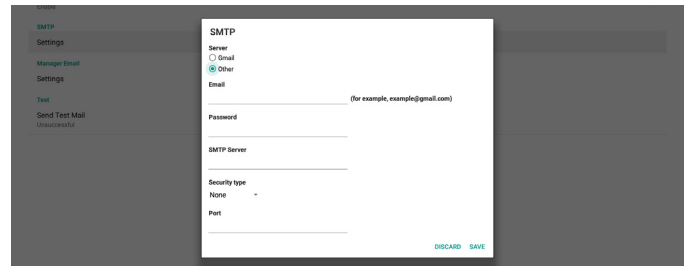 Enable
SMTP
Settings
Manager Email
Settings
Test
Send Test Mail
Unsuccessful
SMTP
Server
Gmail
Other
Email
(for example, example@gmail.com)
Password
SMTP Server
Security type
None
Port
DISCARD SAVE